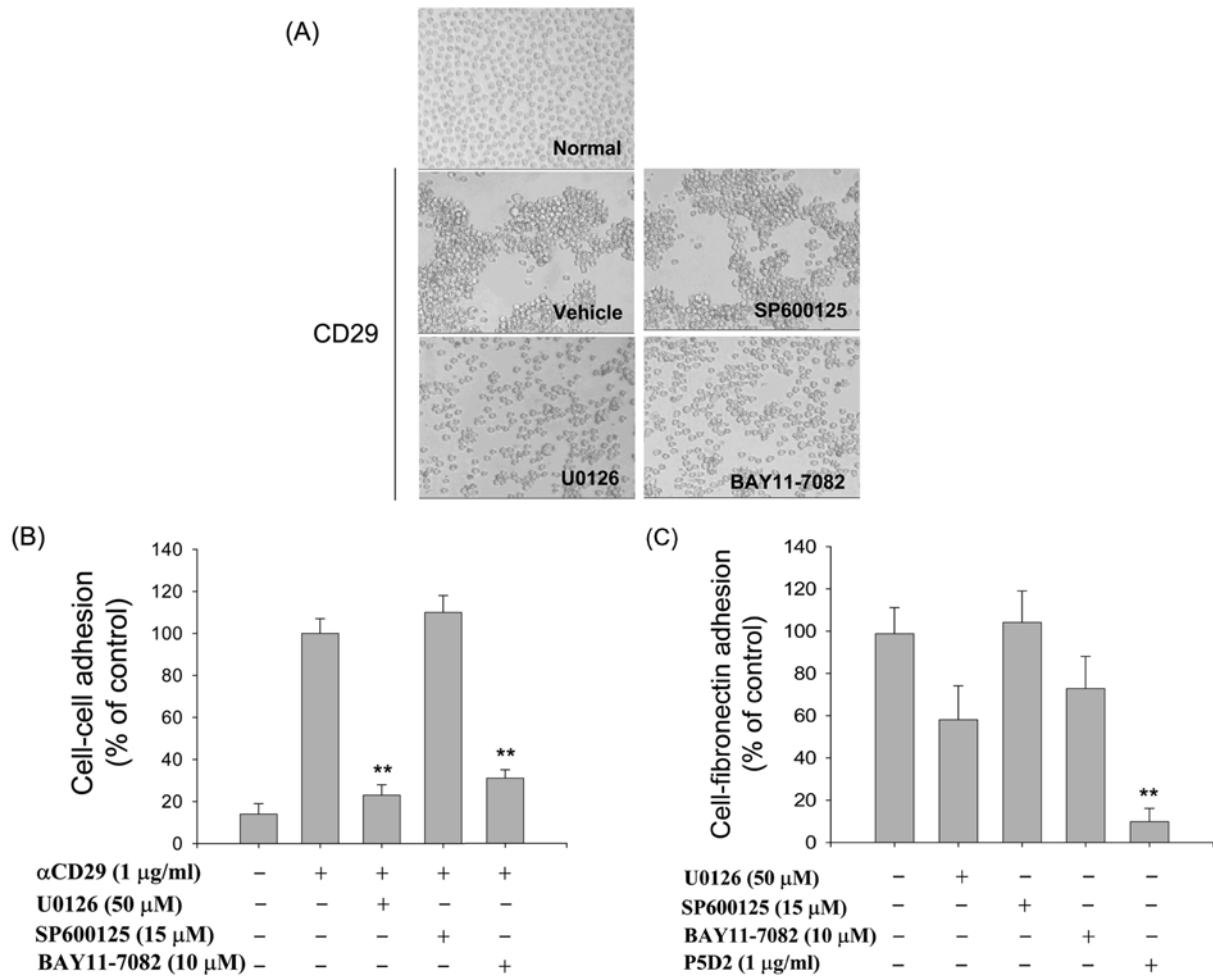 (A)
Normal
CD29
Vehicle
SP600125
U0126
BAY11-7082
(B)
Cell-cell adhesion
(% of control)
140
120
100
80
60
40
20
0
**
**
αCD29 (1 μg/ml) – + + + +
U0126 (50 μM) – – + – –
SP600125 (15 μM) – – – + –
BAY11-7082 (10 μM) – – – – +
(C)
Cell-fibronectin adhesion
(% of control)
140
120
100
80
60
40
20
0
**
U0126 (50 μM) – + – – –
SP600125 (15 μM) – – + – –
BAY11-7082 (10 μM) – – – + –
P5D2 (1 μg/ml) – – – – +